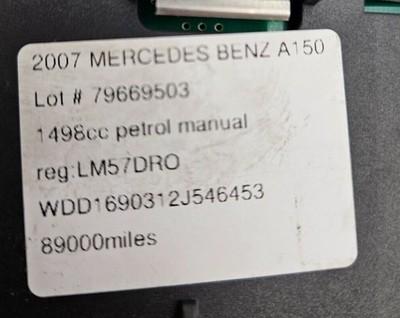 2007 MERCEDES BENZ A150
Lot # 79669503
1498cc petrol manual
reg:LM57DRO
WDD1690312J546453
89000miles